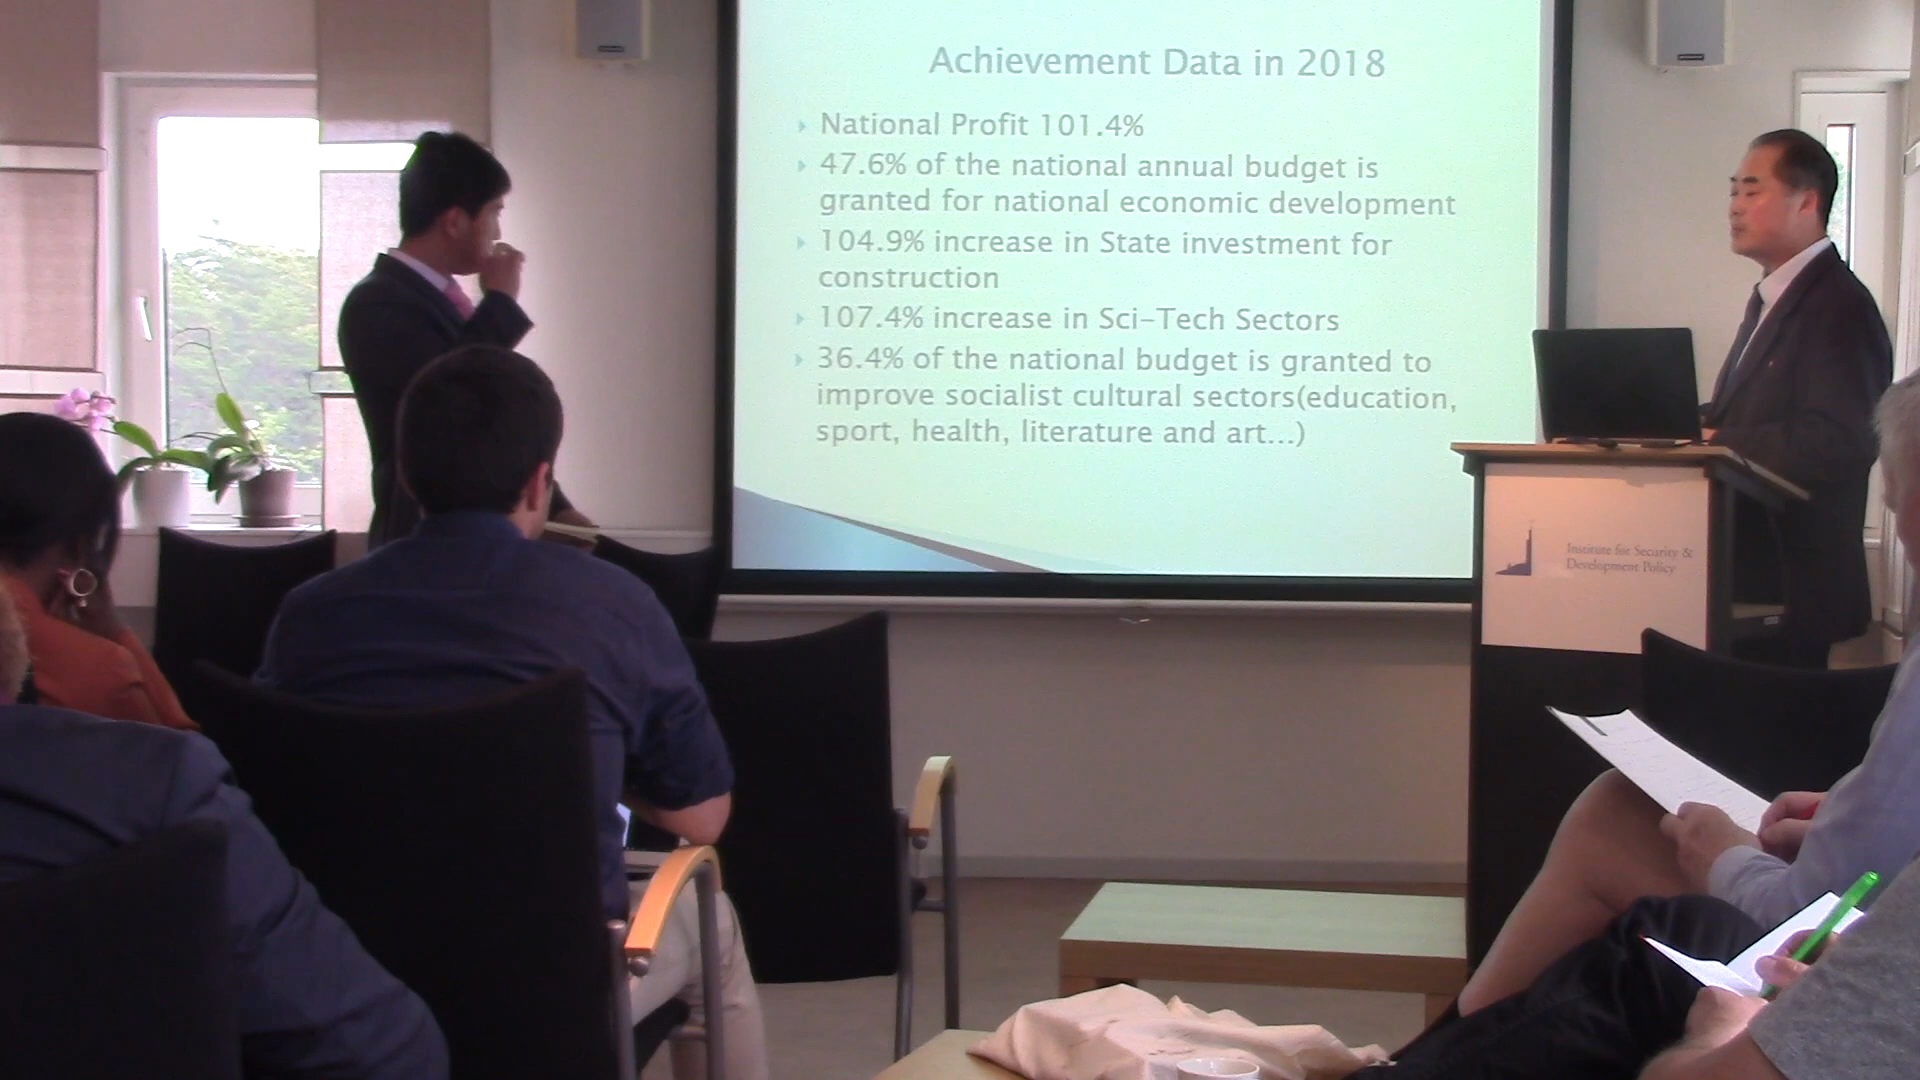 Achievement Data in 2018
National Profit 101.4%
47.6% of the national annual budget is
granted for national economic development
104.9% increase in State investment for
construction
107.4% increase in Sci-Tech Sectors
36.4% of the national budget is granted to
improve socialist cultural sectors(education,
sport, health, literature and art...)
Institute for Security &
Development Policy